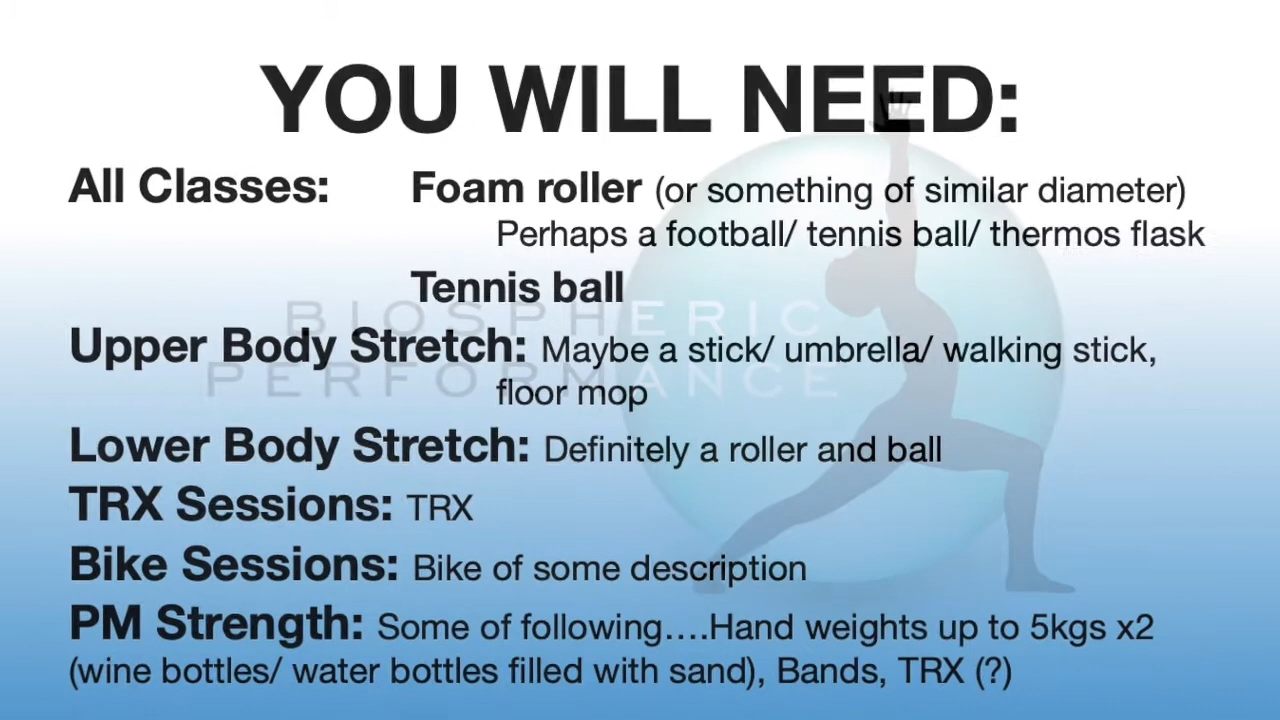 YOU WILL NEED:
All Classes: Foam roller (or something of similar diameter)
Perhaps a football/ tennis ball/ thermos flask
Tennis ball
BIOSPHERIC
Upper Body Stretch: Maybe a stick/ umbrella/ walking stick,
PERFORMANCE
floor mop
Lower Body Stretch: Definitely a roller and ball
TRX Sessions: TRX
Bike Sessions: Bike of some description
PM Strength: Some of following....Hand weights up to 5kgs x2
(wine bottles/ water bottles filled with sand), Bands, TRX (?)